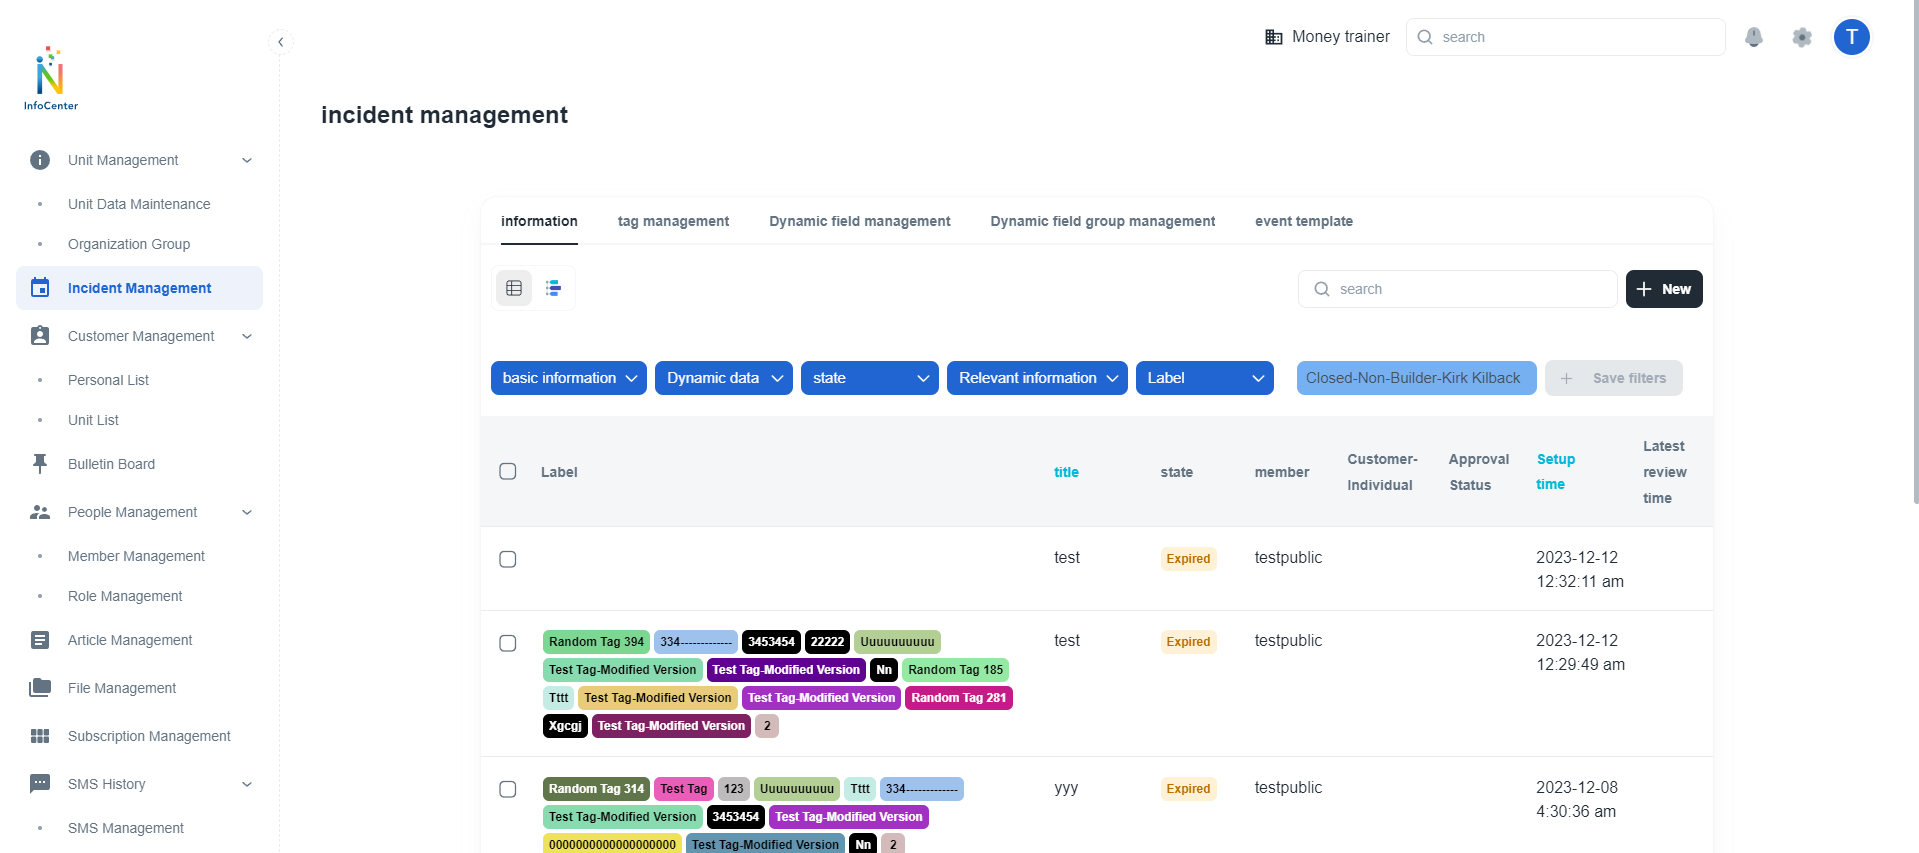 Money trainer
search
T
InfoCenter
incident management
Unit Management
Unit Data Maintenance
Organization Group
Incident Management
Customer Management
Personal List
Unit List
Bulletin Board
People Management
Member Management
Role Management
Article Management
File Management
Subscription Management
SMS History
SMS Management
information tag management Dynamic field management Dynamic field group management event template
search
New
basic information Dynamic data state Relevant information Label Closed-Non-Builder-Kirk Kilback Save filters
Label title state member Customer-Individual Approval Status Setup time Latest review time
test Expired testpublic 2023-12-12
12:32:11 am
Random Tag 394 334------------- 3453454 22222 Uuuuuuuuuu test Expired testpublic 2023-12-12
12:29:49 am
Test Tag-Modified Version Test Tag-Modified Version Nn Random Tag 185
Tttt Test Tag-Modified Version Test Tag-Modified Version Random Tag 281
Xgcgj Test Tag-Modified Version 2
Random Tag 314 Test Tag 123 Uuuuuuuuuu Tttt 334------------- yyy Expired testpublic 2023-12-08
4:30:36 am
Test Tag-Modified Version 3453454 Test Tag-Modified Version
0000000000000000000 Test Tag-Modified Version Nn 2